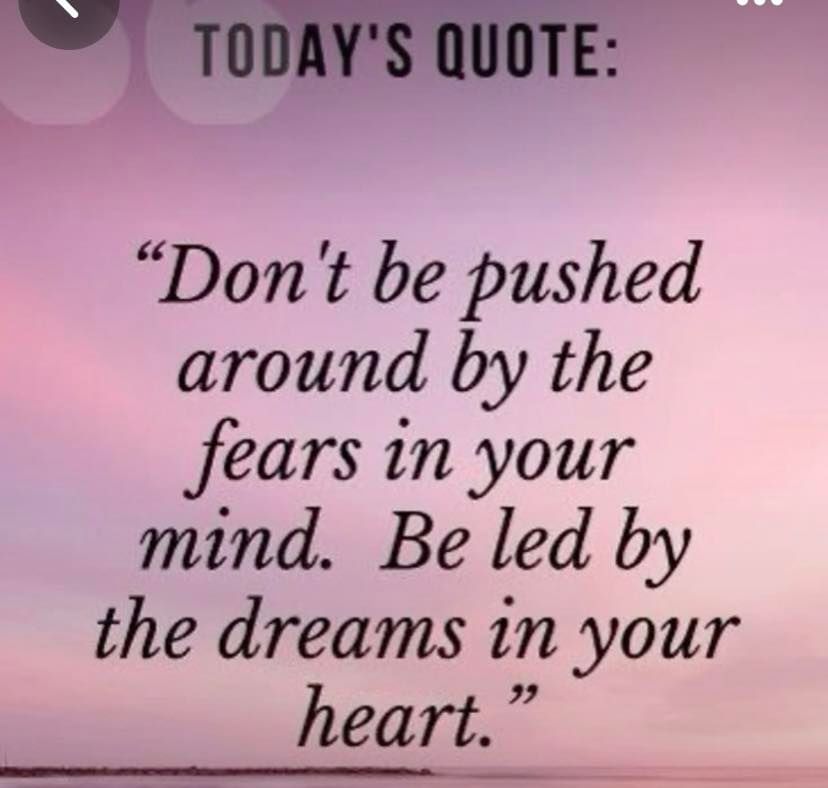 TODAY'S QUOTE:
“Don't be pushed
around by the
fears in your
mind.  Be led by
the dreams in your
heart.”